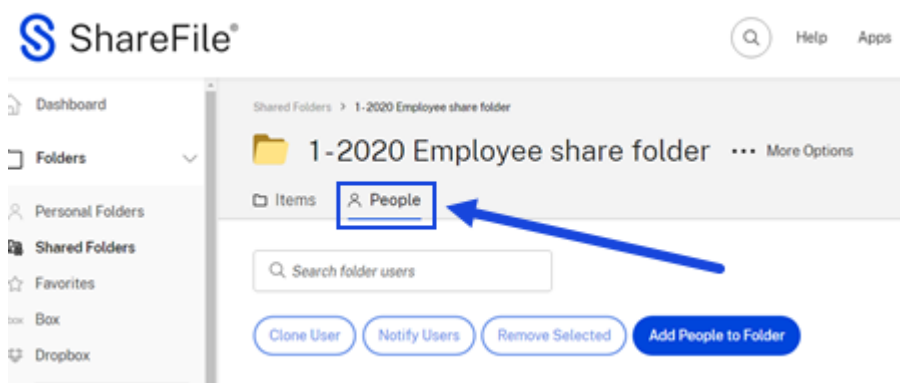 ShareFile®
Help Apps
Dashboard
Folders
Personal Folders
Shared Folders
Favorites
box Box
Dropbox
Shared Folders > 1-2020 Employee share folder
1-2020 Employee share folder ••• More Options
Items People
Search folder users
Clone User Notify Users Remove Selected Add People to Folder